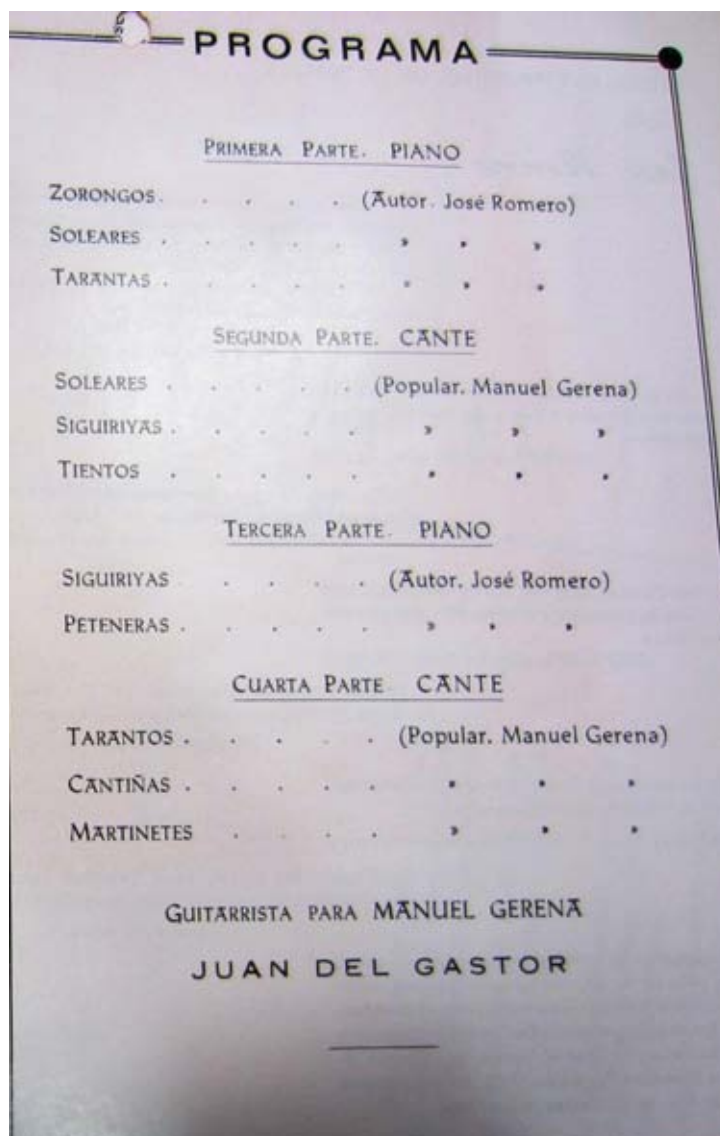 PROGRAMA
PRIMERA PARTE. PIANO
ZORONGOS. . . . . (Autor. José Romero)
SOLEARES . . . . . » » »
TARANTAS . . . . . » » »
SEGUNDA PARTE. CANTE
SOLEARES . . . . . (Popular. Manuel Gerena)
SIGUIRIYAS . . . . . » » »
TIENTOS . . . . . » » »
TERCERA PARTE. PIANO
SIGUIRIYAS . . . . (Autor. José Romero)
PETENERAS . . . . . » » »
CUARTA PARTE CANTE
TARANTOS . . . . . (Popular. Manuel Gerena)
CANTIÑAS . . . . . » » »
MARTINETES . . . . » » »
GUITARRISTA PARA MANUEL GERENA
JUAN DEL GASTOR